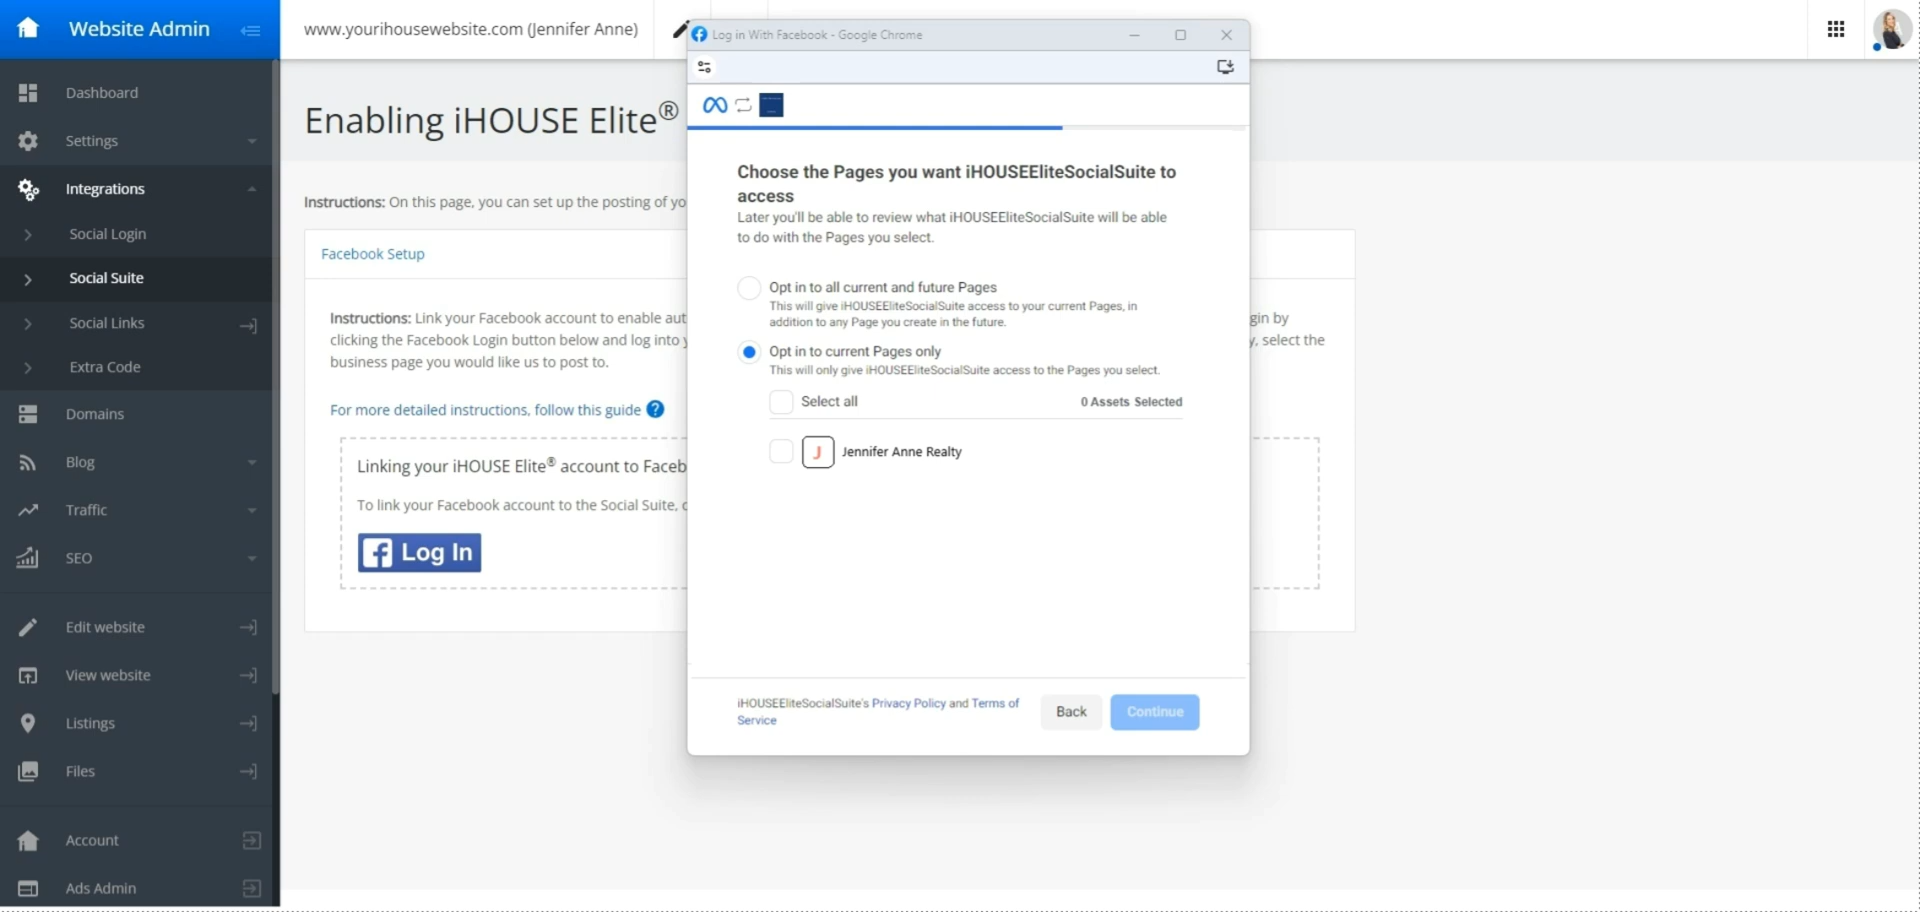 Website Admin
www.yourihousewebsite.com (Jennifer Anne)
Dashboard
Settings
Integrations
Social Login
Social Suite
Social Links
Extra Code
Domains
Blog
Traffic
SEO
Edit website
View website
Listings
Files
Account
Ads Admin
Enabling iHOUSE Elite®
Instructions: On this page, you can set up the posting of yo
Facebook Setup
Instructions: Link your Facebook account to enable aut
gin by
clicking the Facebook Login button below and log into y
y, select the
business page you would like us to post to.
For more detailed instructions, follow this guide ?
Linking your iHOUSE Elite® account to Faceb
To link your Facebook account to the Social Suite, c
f Log In
Log in With Facebook - Google Chrome
Choose the Pages you want iHOUSEEliteSocialSuite to
access
Later you'll be able to review what iHOUSEEliteSocialSuite will be able
to do with the Pages you select.
Opt in to all current and future Pages
This will give iHOUSEEliteSocialSuite access to your current Pages, in
addition to any Page you create in the future.
Opt in to current Pages only
This will only give iHOUSEEliteSocialSuite access to the Pages you select.
Select all
0 Assets Selected
J
Jennifer Anne Realty
iHOUSEEliteSocialSuite's Privacy Policy and Terms of
Service
Back
Continue